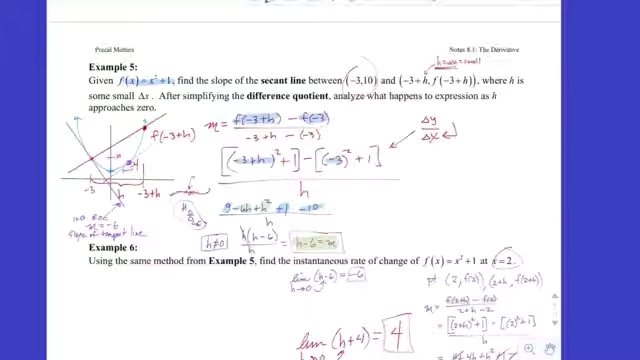 Precal Matters
Notes 8.1: The Derivative
h = Δx = small
Example 5:
Given f(x) = x² + 1, find the slope of the secant line between (−3,10) and (−3 + h, f(−3 + h)), where h is
some small Δx. After simplifying the difference quotient, analyze what happens to expression as h
approaches zero.
m = f(-3+h) - f(-3)
-3+h - (-3)
f(-3+h)
Δy
Δx
[(-3+h)² + 1] - [(-3)² + 1]
h
-3
h
-3+h
9 - 6h + h² + 1 - 10
h
m = -6
slope of tangent line
h≠0
h(h-6)
h
= h-6 = m
Example 6:
Using the same method from Example 5, find the instantaneous rate of change of f(x) = x² + 1 at x = 2.
lim (h-6) = -6
h→0
pt (2, f(2)), (2+h, f(2+h))
m = f(2+h) - f(2)
2+h - 2
= [(2+h)² + 1] - [(2)² + 1]
h
lim (h+4) = 4